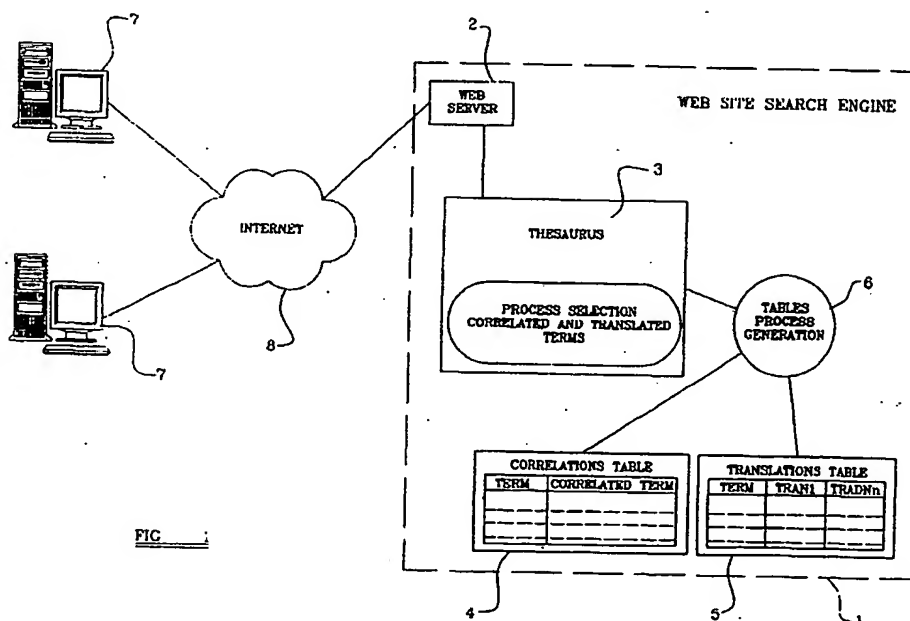 7
2
WEB
SERVER
WEB SITE SEARCH ENGINE
3
THESAURUS
INTERNET
6
PROCESS SELECTION
CORRELATED AND TRANSLATED
TERMS
TABLES
PROCESS
GENERATION
8
7
CORRELATIONS TABLE
TERM CORRELATED TERM
TRANSLATIONS TABLE
TERM TRAN1 TRADNn
FIG
4
5
1